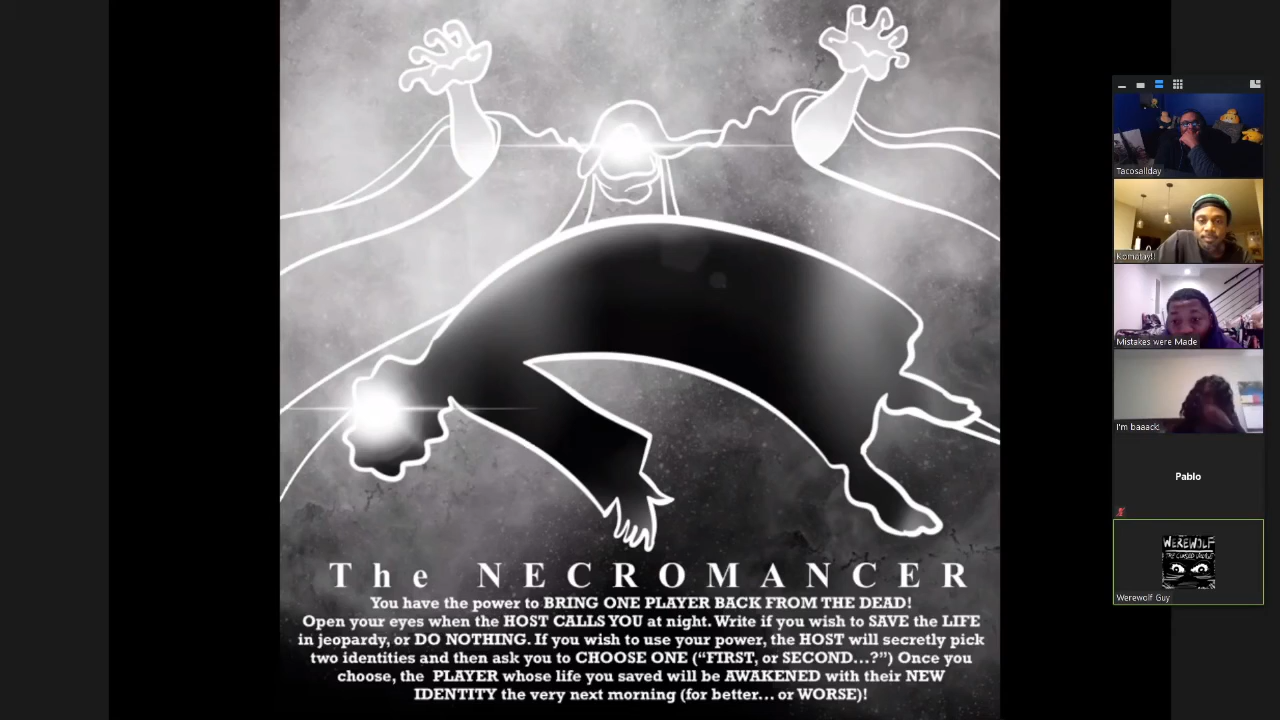 The NECROMANCER
You have the power to BRING ONE PLAYER BACK FROM THE DEAD!
Open your eyes when the HOST CALLS YOU at night. Write if you wish to SAVE the LIFE
in jeopardy, or DO NOTHING. If you wish to use your power, the HOST will secretly pick
two identities and then ask you to CHOOSE ONE (“FIRST, or SECOND...?”) Once you
choose, the PLAYER whose life you saved will be AWAKENED with their NEW
IDENTITY the very next morning (for better... or WORSE)!
Tacosallday
Mistakes were Made
I'm baaack
Pablo
WEREWOLF
THE CURSED VILLAGE
Werewolf Guy